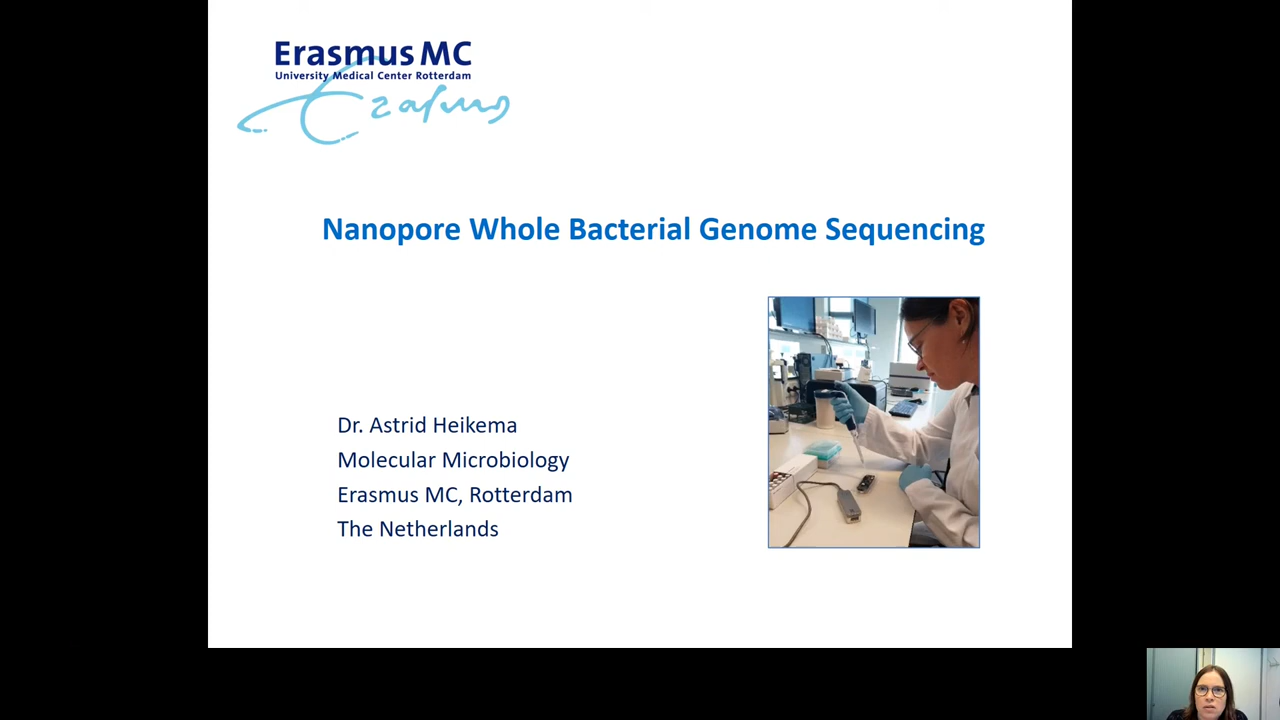 Erasmus MC
University Medical Center Rotterdam
Erasmus
Nanopore Whole Bacterial Genome Sequencing
Dr. Astrid Heikema
Molecular Microbiology
Erasmus MC, Rotterdam
The Netherlands